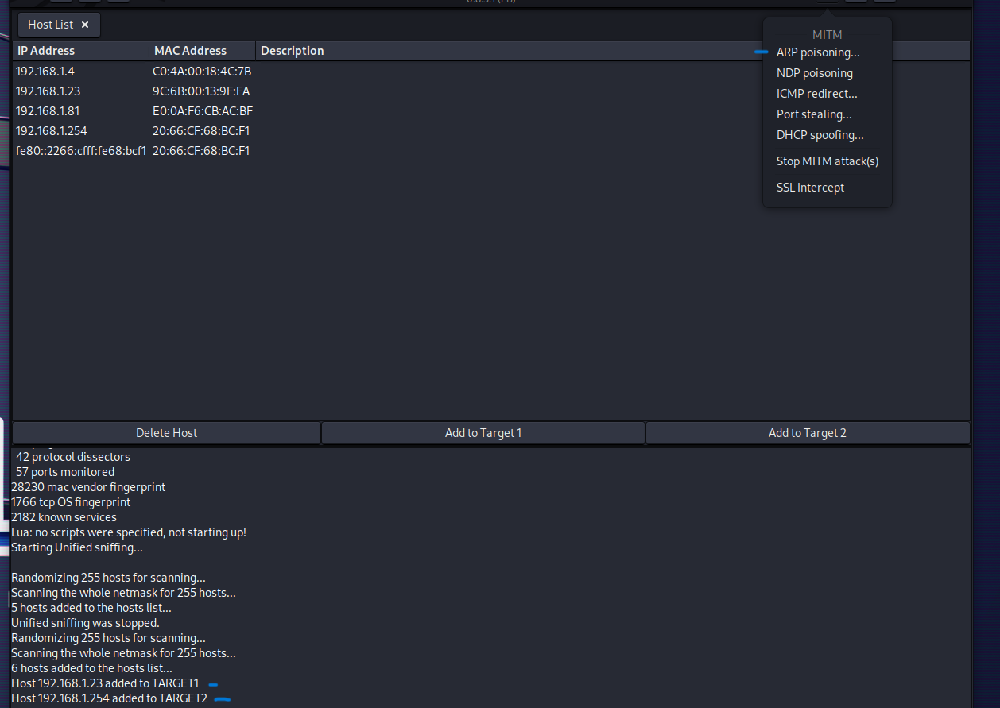 0.8.3.1 (EB)
Host List ×
MITM
IP Address MAC Address Description
ARP poisoning...
192.168.1.4 C0:4A:00:18:4C:7B
NDP poisoning
192.168.1.23 9C:6B:00:13:9F:FA
ICMP redirect...
192.168.1.81 E0:0A:F6:CB:AC:BF
Port stealing...
192.168.1.254 20:66:CF:68:BC:F1
DHCP spoofing...
fe80::2266:cfff:fe68:bcf1 20:66:CF:68:BC:F1
Stop MITM attack(s)
SSL Intercept
Delete Host Add to Target 1 Add to Target 2
42 protocol dissectors
57 ports monitored
28230 mac vendor fingerprint
1766 tcp OS fingerprint
2182 known services
Lua: no scripts were specified, not starting up!
Starting Unified sniffing...
Randomizing 255 hosts for scanning...
Scanning the whole netmask for 255 hosts...
5 hosts added to the hosts list...
Unified sniffing was stopped.
Randomizing 255 hosts for scanning...
Scanning the whole netmask for 255 hosts...
6 hosts added to the hosts list...
Host 192.168.1.23 added to TARGET1
Host 192.168.1.254 added to TARGET2